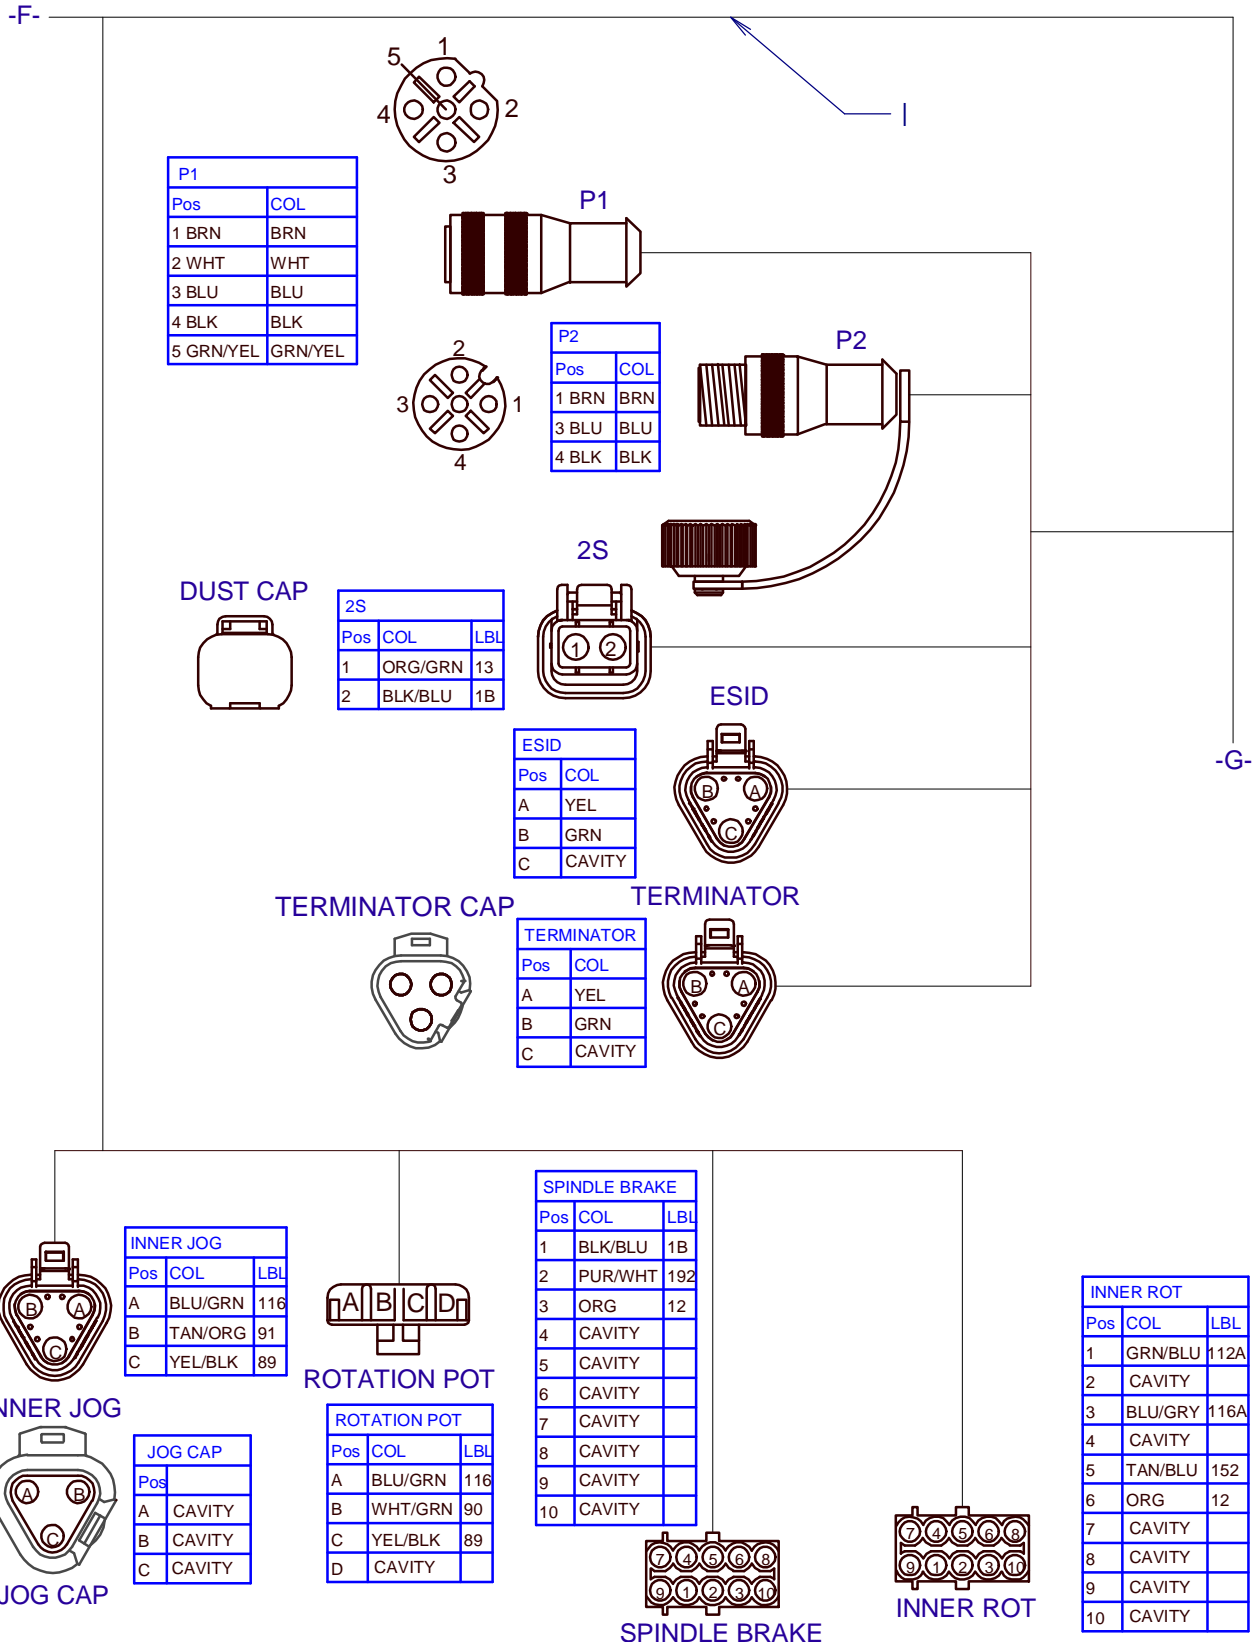 -F-
1
5
4
2
3
I
P1
Pos COL
1 BRN BRN
2 WHT WHT
3 BLU BLU
4 BLK BLK
5 GRN/YEL GRN/YEL
P1
2
3
1
4
P2
Pos COL
1 BRN BRN
3 BLU BLU
4 BLK BLK
P2
DUST CAP
2S
Pos COL LBL
1 ORG/GRN 13
2 BLK/BLU 1B
2S
1 2
-G-
ESID
Pos COL
A YEL
B GRN
C CAVITY
ESID
B A
C
TERMINATOR CAP
TERMINATOR
Pos COL
A YEL
B GRN
C CAVITY
TERMINATOR
B A
C
B A
C
INNER JOG
Pos COL LBL
A BLU/GRN 116
B TAN/ORG 91
C YEL/BLK 89
NNER JOG
A B
C
JOG CAP
JOG CAP
Pos
A CAVITY
B CAVITY
C CAVITY
A B C D
ROTATION POT
ROTATION POT
Pos COL LBL
A BLU/GRN 116
B WHT/GRN 90
C YEL/BLK 89
D CAVITY
SPINDLE BRAKE
Pos COL LBL
1 BLK/BLU 1B
2 PUR/WHT 192
3 ORG 12
4 CAVITY
5 CAVITY
6 CAVITY
7 CAVITY
8 CAVITY
9 CAVITY
10 CAVITY
7 4 5 6 8
9 1 2 3 10
SPINDLE BRAKE
7 4 5 6 8
9 1 2 3 10
INNER ROT
INNER ROT
Pos COL LBL
1 GRN/BLU 112A
2 CAVITY
3 BLU/GRY 116A
4 CAVITY
5 TAN/BLU 152
6 ORG 12
7 CAVITY
8 CAVITY
9 CAVITY
10 CAVITY